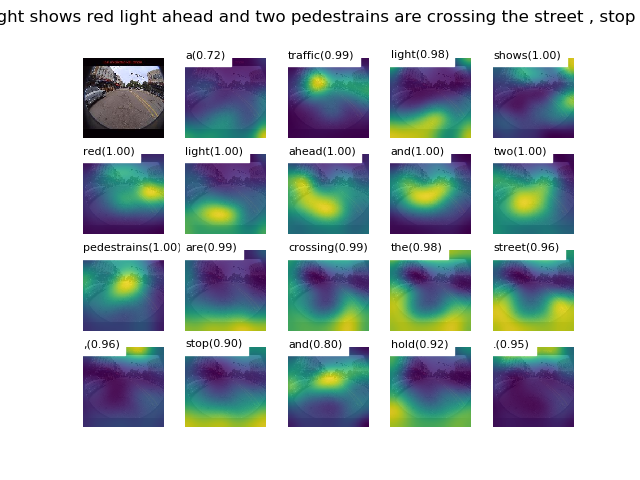 ght shows red light ahead and two pedestrains are crossing the street , stop
a(0.72) traffic(0.99) light(0.98) shows(1.00)
red(1.00) light(1.00) ahead(1.00) and(1.00) two(1.00)
pedestrains(1.00) are(0.99) crossing(0.99) the(0.98) street(0.96)
,(0.96) stop(0.90) and(0.80) hold(0.92) .(0.95)